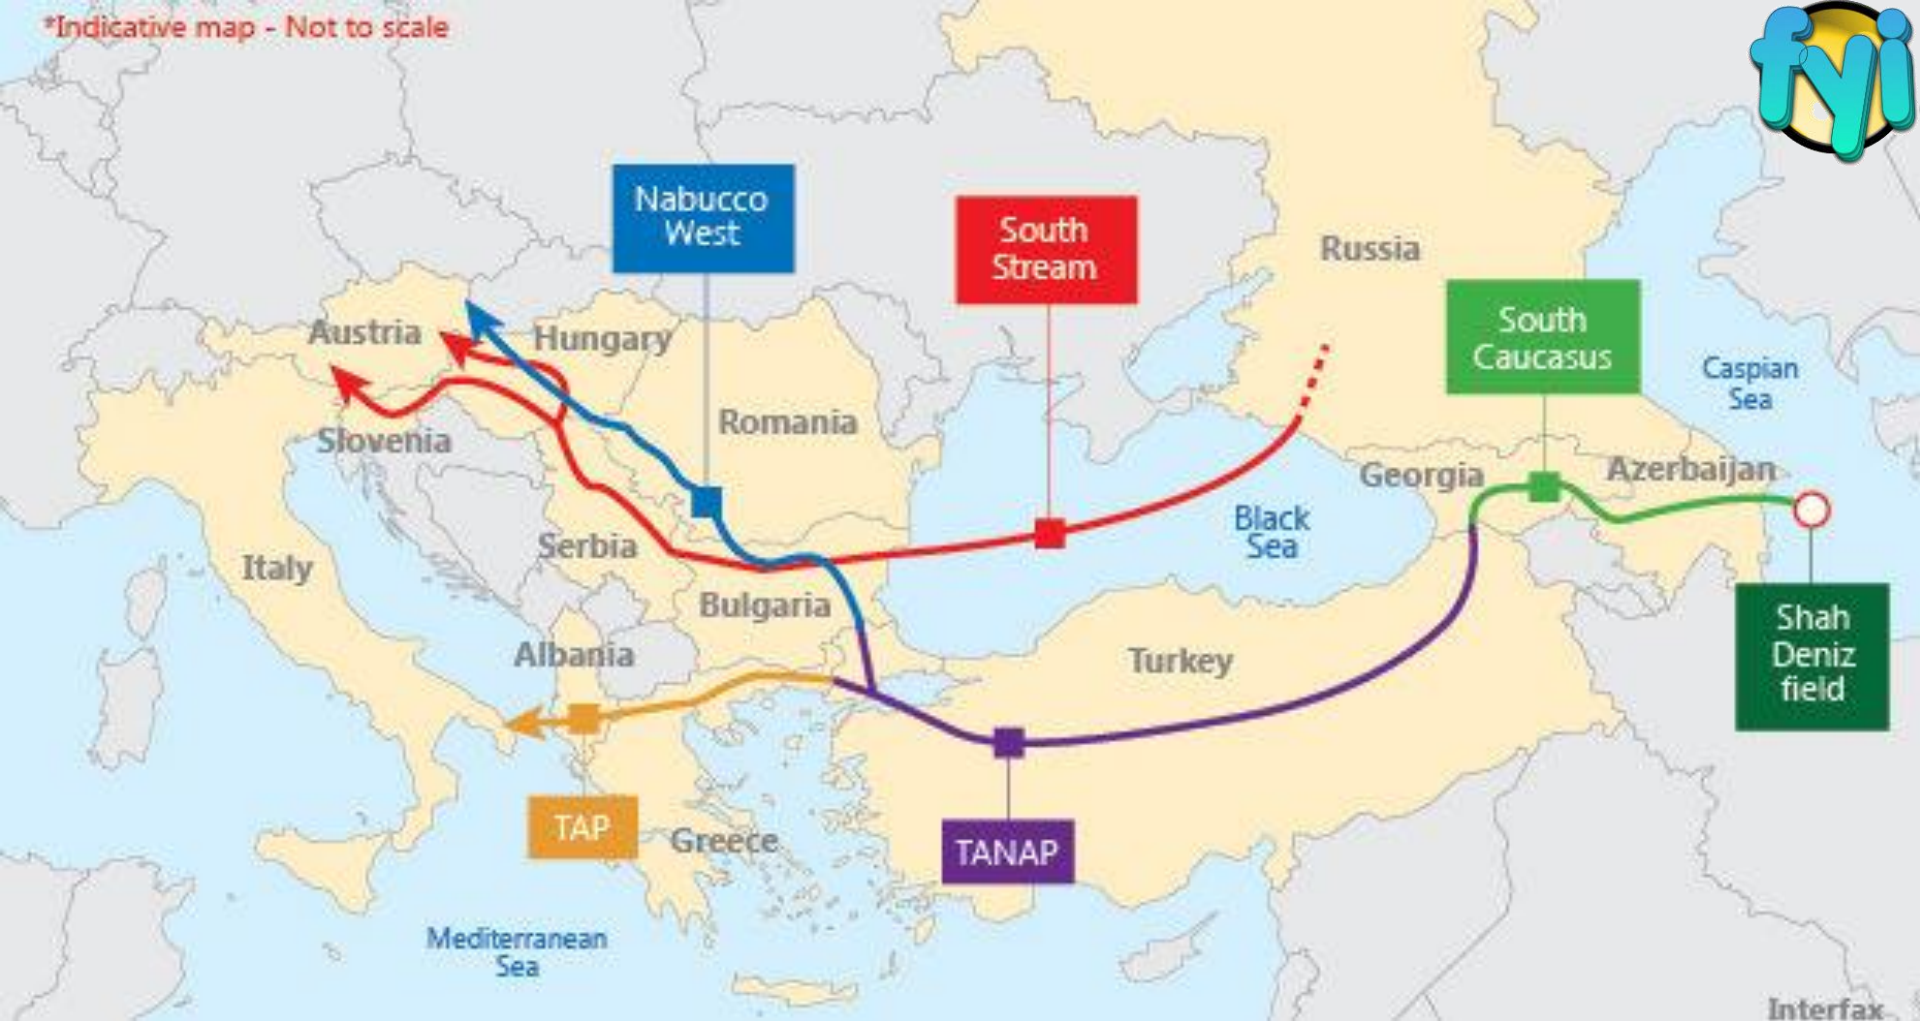 *Indicative map - Not to scale
fyi
Nabucco
West
South
Stream
Russia
South
Caucasus
Austria
Hungary
Caspian
Sea
Romania
Slovenia
Georgia
Azerbaijan
Black
Sea
Serbia
Italy
Bulgaria
Shah
Deniz
field
Albania
Turkey
TAP
Greece
TANAP
Mediterranean
Sea
Interfax